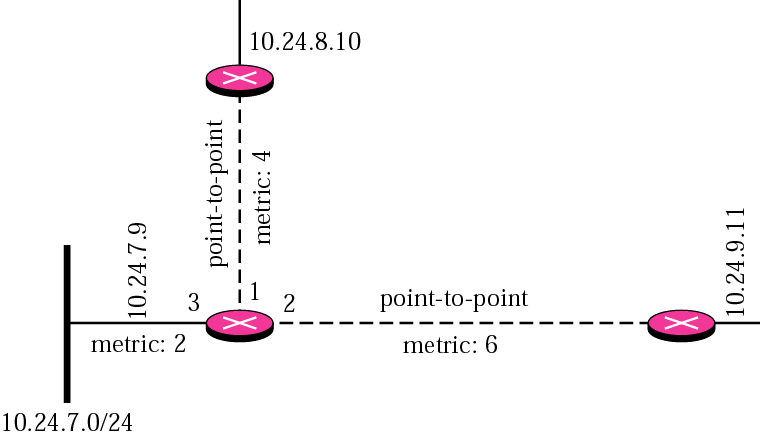 10.24.8.10
point-to-point
metric: 4
10.24.7.9
10.24.9.11
3
1
2
point-to-point
metric: 2
metric: 6
10.24.7.0/24